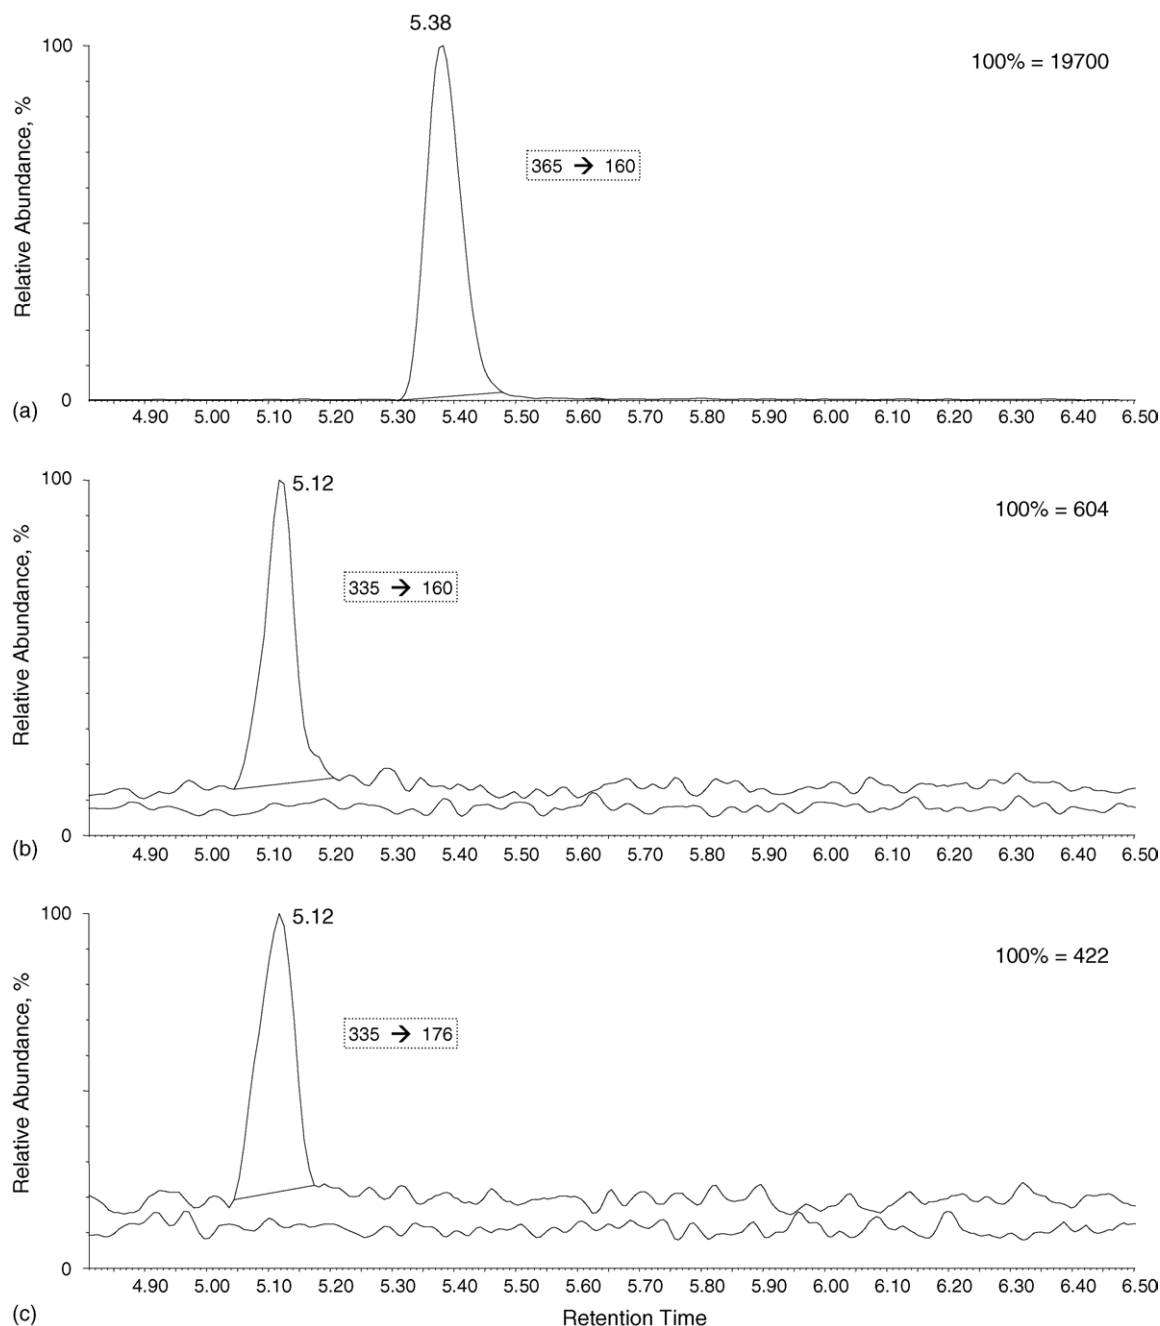 5.38
100
100% = 19700
365 → 160
Relative Abundance, %
0
(a)
4.90 5.00 5.10 5.20 5.30 5.40 5.50 5.60 5.70 5.80 5.90 6.00 6.10 6.20 6.30 6.40 6.50
100
5.12
100% = 604
335 → 160
Relative Abundance, %
0
(b)
4.90 5.00 5.10 5.20 5.30 5.40 5.50 5.60 5.70 5.80 5.90 6.00 6.10 6.20 6.30 6.40 6.50
100
5.12
100% = 422
335 → 176
Relative Abundance, %
0
4.90 5.00 5.10 5.20 5.30 5.40 5.50 5.60 5.70 5.80 5.90 6.00 6.10 6.20 6.30 6.40 6.50
(c)
Retention Time